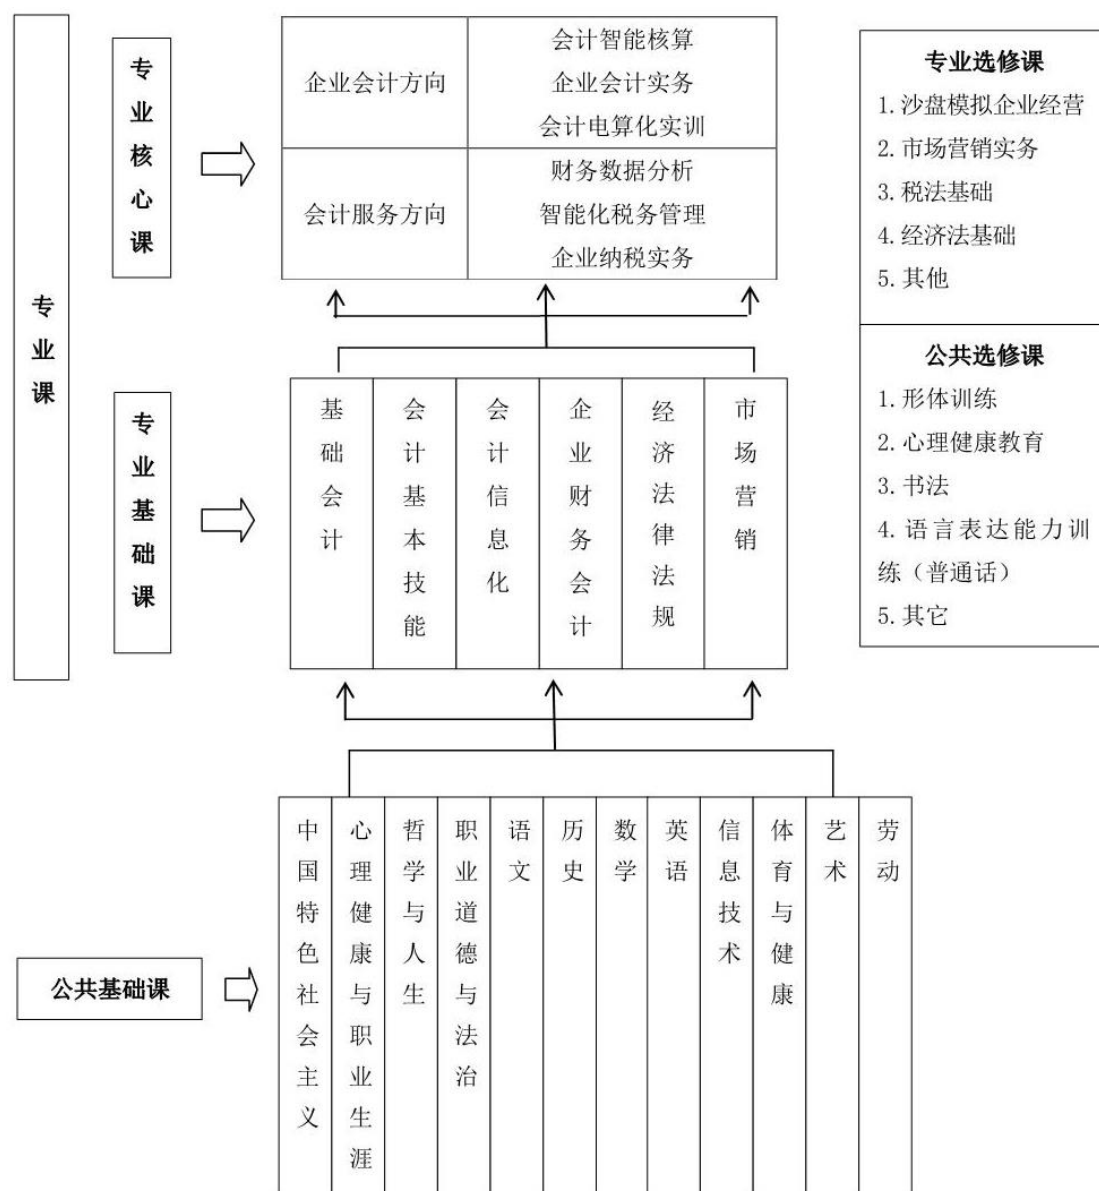 专业课
专业核心课
企业会计方向
会计智能核算
企业会计实务
会计电算化实训
会计服务方向
财务数据分析
智能化税务管理
企业纳税实务
专业选修课
1.沙盘模拟企业经营
2.市场营销实务
3.税法基础
4.经济法基础
5.其他
公共选修课
1.形体训练
2.心理健康教育
3.书法
4.语言表达能力训
练（普通话）
5.其它
专业基础课
基础会计
会计基本技能
会计信息化
企业财务会计
经济法律法规
市场营销
公共基础课
中国特色社会主义
心理健康与职业生涯
哲学与人生
职业道德与法治
语文
历史
数学
英语
信息技术
体育与健康
艺术
劳动